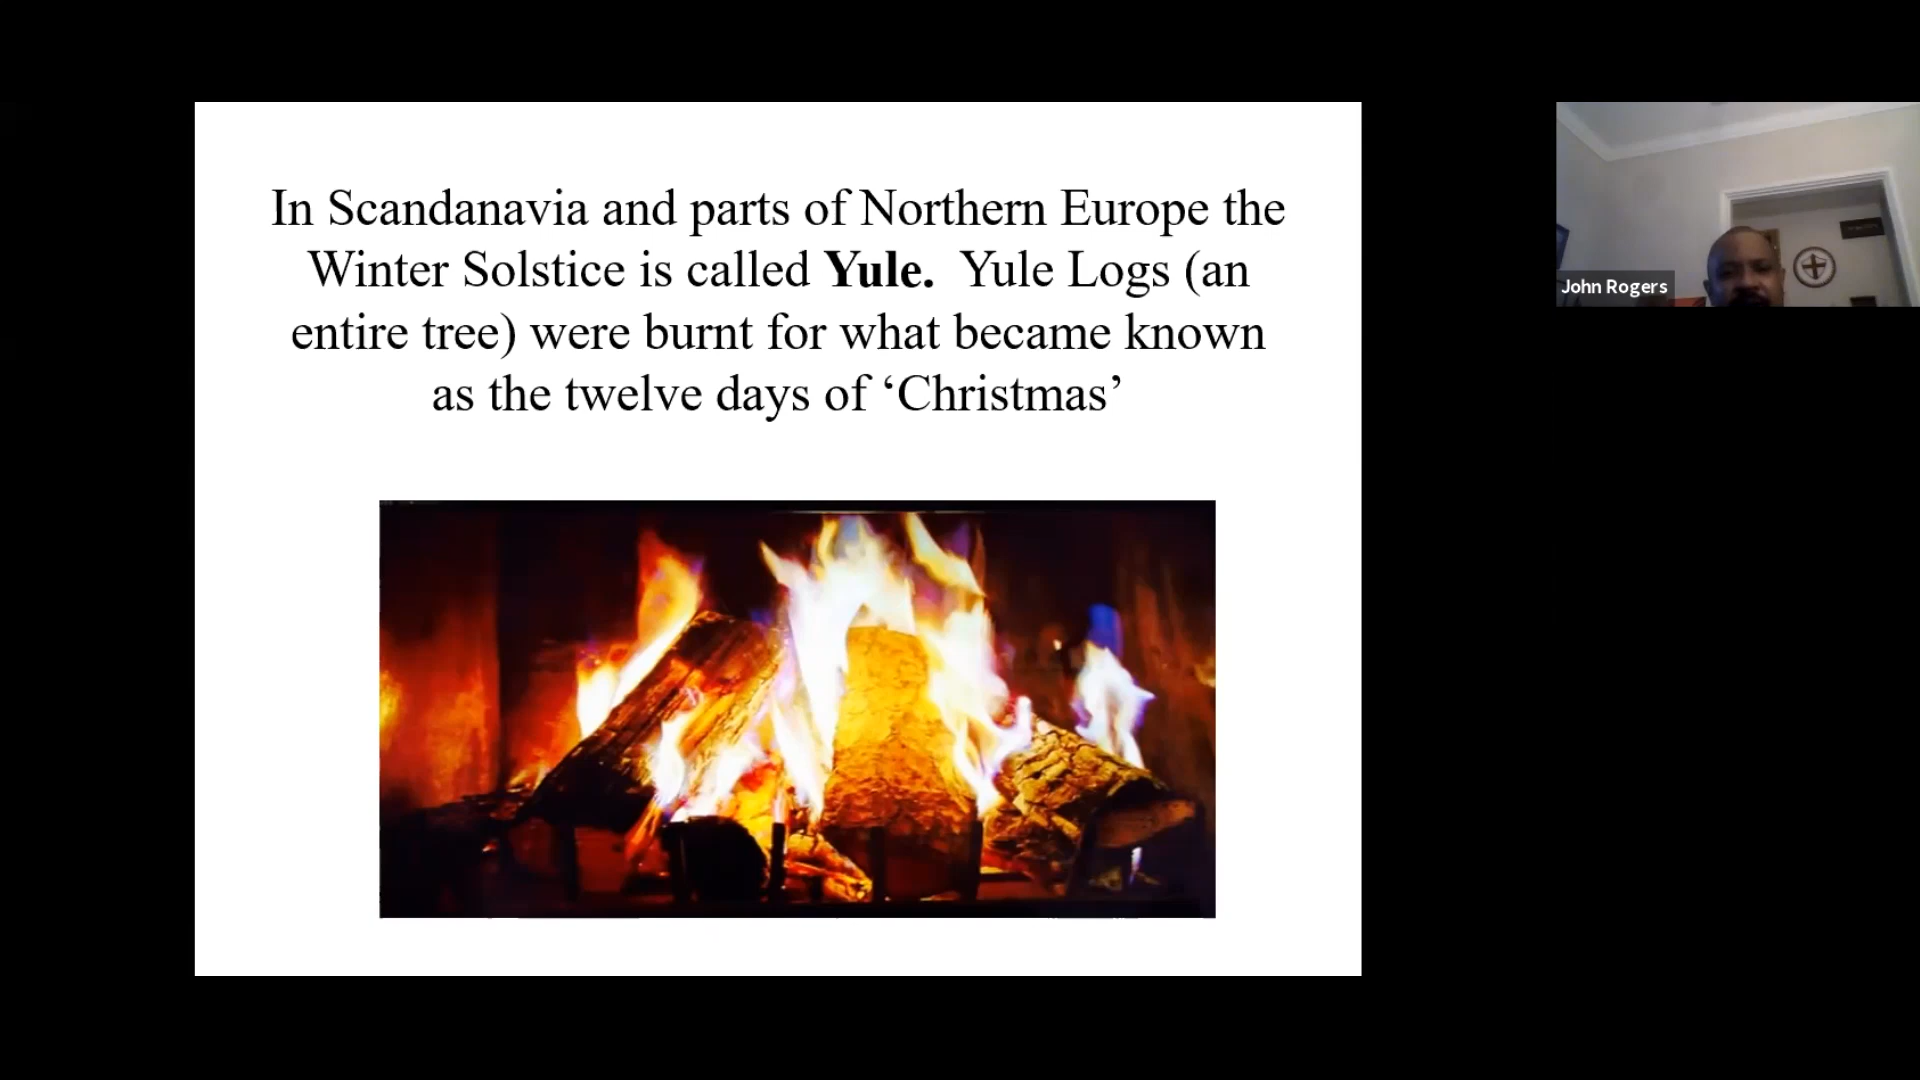 In Scandanavia and parts of Northern Europe the
Winter Solstice is called Yule.  Yule Logs (an
entire tree) were burnt for what became known
as the twelve days of ‘Christmas’
John Rogers